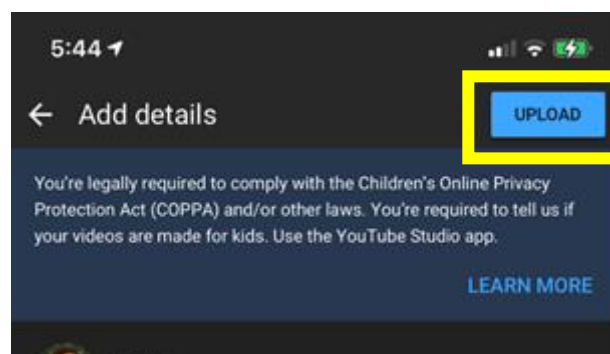 5:44
Add details
UPLOAD
You're legally required to comply with the Children's Online Privacy
Protection Act (COPPA) and/or other laws. You're required to tell us if
your videos are made for kids. Use the YouTube Studio app.
LEARN MORE